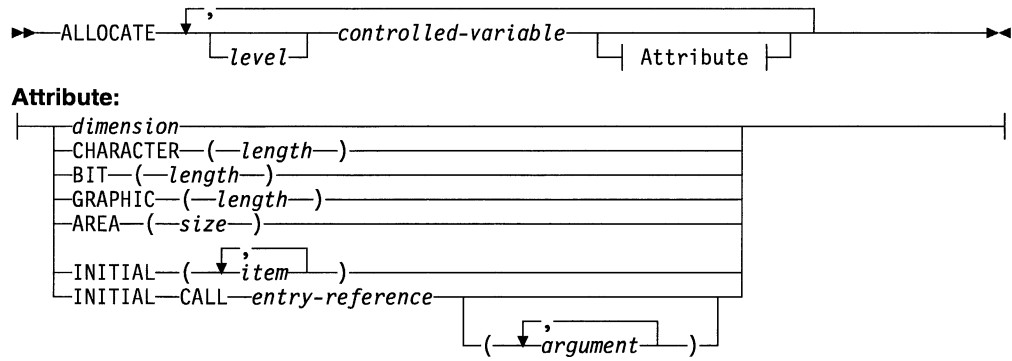 ,
ALLOCATE level controlled-variable Attribute
Attribute:
dimension
CHARACTER (length)
BIT (length)
GRAPHIC (length)
AREA (size)
,
INITIAL (item)
INITIAL CALL entry-reference
,
(argument)